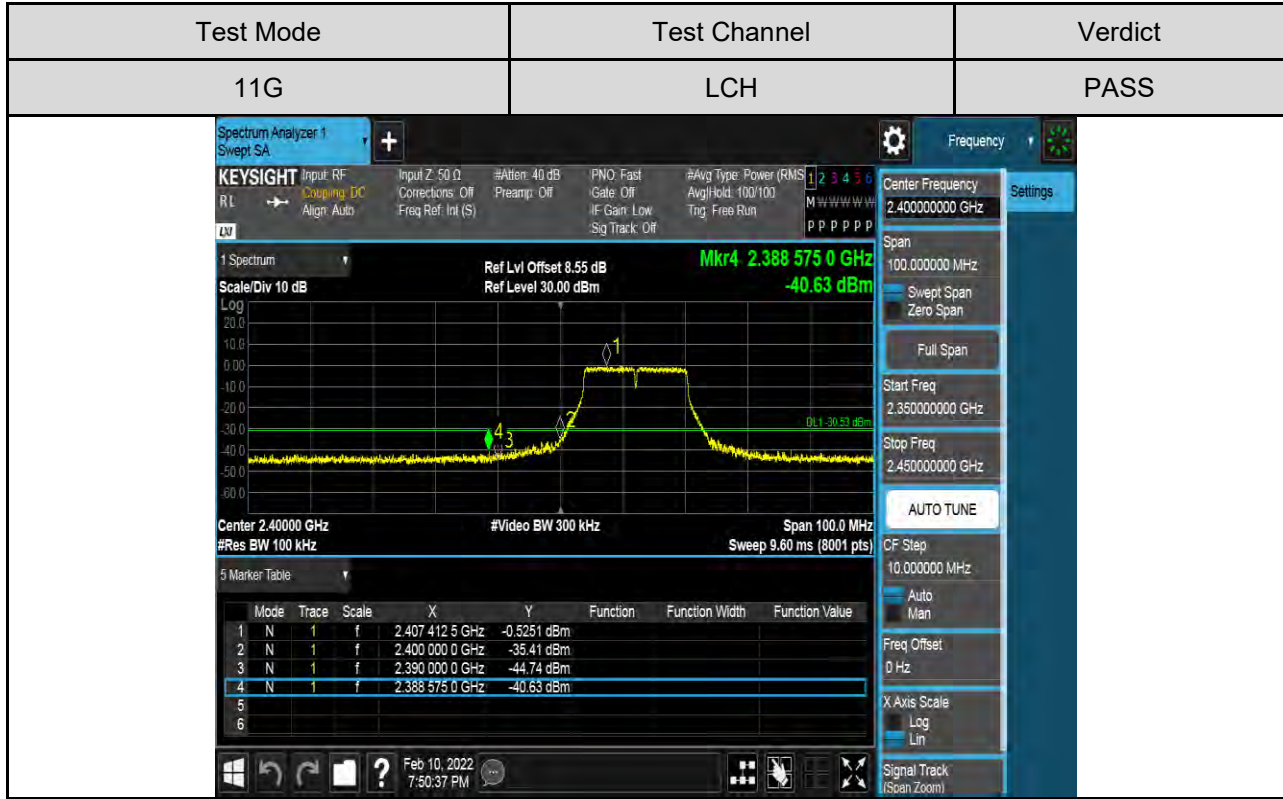 Test Mode Test Channel Verdict
11G LCH PASS
Spectrum Analyzer 1
Swept SA
+
Frequency
KEYSIGHT Input: RF Input Z: 50 Ω #Atten: 40 dB PNO: Fast #Avg Type: Power (RMS 1 2 3 4 5 6
RL Coupling: DC Corrections: Off Preamp: Off Gate: Off Avg|Hold: 100/100 M W W W W W
Align: Auto Freq Ref: Int (S) IF Gain: Low Trig: Free Run
LXI Sig Track: Off P P P P P P
1 Spectrum Ref Lvl Offset 8.55 dB Mkr4 2.388 575 0 GHz
Scale/Div 10 dB Ref Level 30.00 dBm -40.63 dBm
Log
20.0
10.0
0.00
-10.0
-20.0
-30.0
-40.0
-50.0
-60.0
1
2
4
3
DL1 -30.53 dBm
Center 2.40000 GHz #Video BW 300 kHz Span 100.0 MHz
#Res BW 100 kHz Sweep 9.60 ms (8001 pts)
5 Marker Table
Mode Trace Scale X Y Function Function Width Function Value
1 N 1 f 2.407 412 5 GHz -0.5251 dBm
2 N 1 f 2.400 000 0 GHz -35.41 dBm
3 N 1 f 2.390 000 0 GHz -44.74 dBm
4 N 1 f 2.388 575 0 GHz -40.63 dBm
5
6
?
Feb 10, 2022
7:50:37 PM
Center Frequency
2.400000000 GHz
Settings
Span
100.000000 MHz
Swept Span
Zero Span
Full Span
Start Freq
2.350000000 GHz
Stop Freq
2.450000000 GHz
AUTO TUNE
CF Step
10.000000 MHz
Auto
Man
Freq Offset
0 Hz
X Axis Scale
Log
Lin
Signal Track
(Span Zoom)